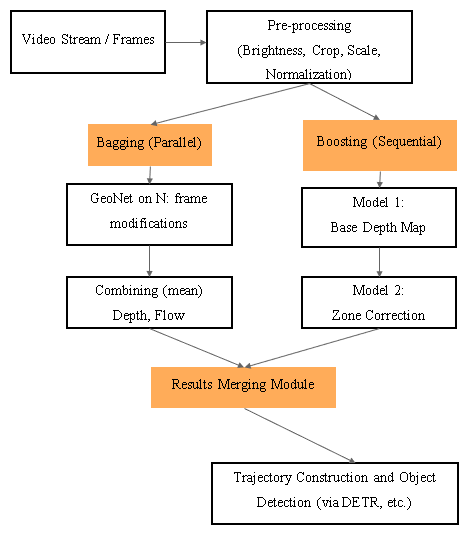 Video Stream / Frames
Pre-processing
(Brightness, Crop, Scale,
Normalization)
Bagging (Parallel)
Boosting (Sequential)
GeoNet on N: frame
modifications
Model 1:
Base Depth Map
Combining (mean)
Depth, Flow
Model 2:
Zone Correction
Results Merging Module
Trajectory Construction and Object
Detection (via DETR, etc.)